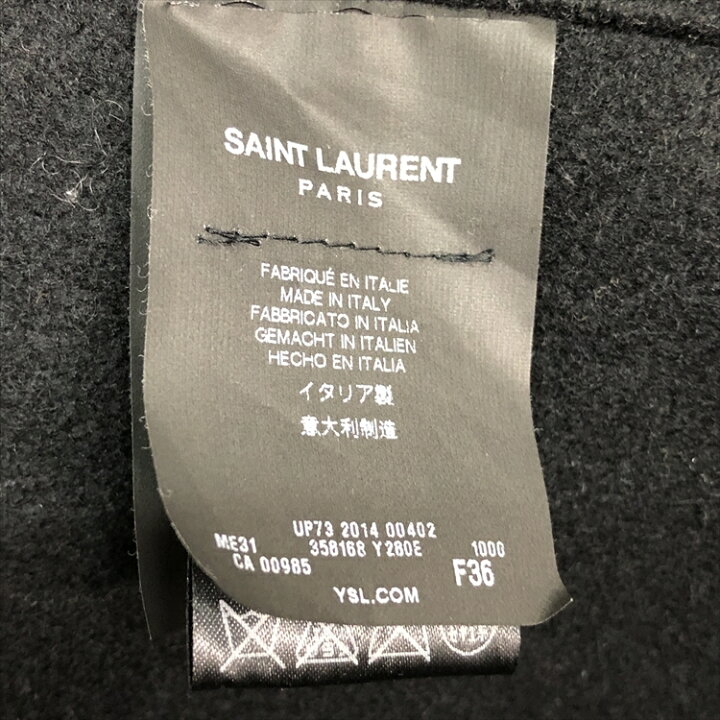 SAINT LAURENT
PARIS
FABRIQUÉ EN ITALIE
MADE IN ITALY
FABBRICATO IN ITALIA
GEMACHT IN ITALIEN
HECHO EN ITALIA
イタリア製
意大利制造
UP73 2014 00402
ME31 358168 Y280E 1000
CA 00985 F36
YSL.COM